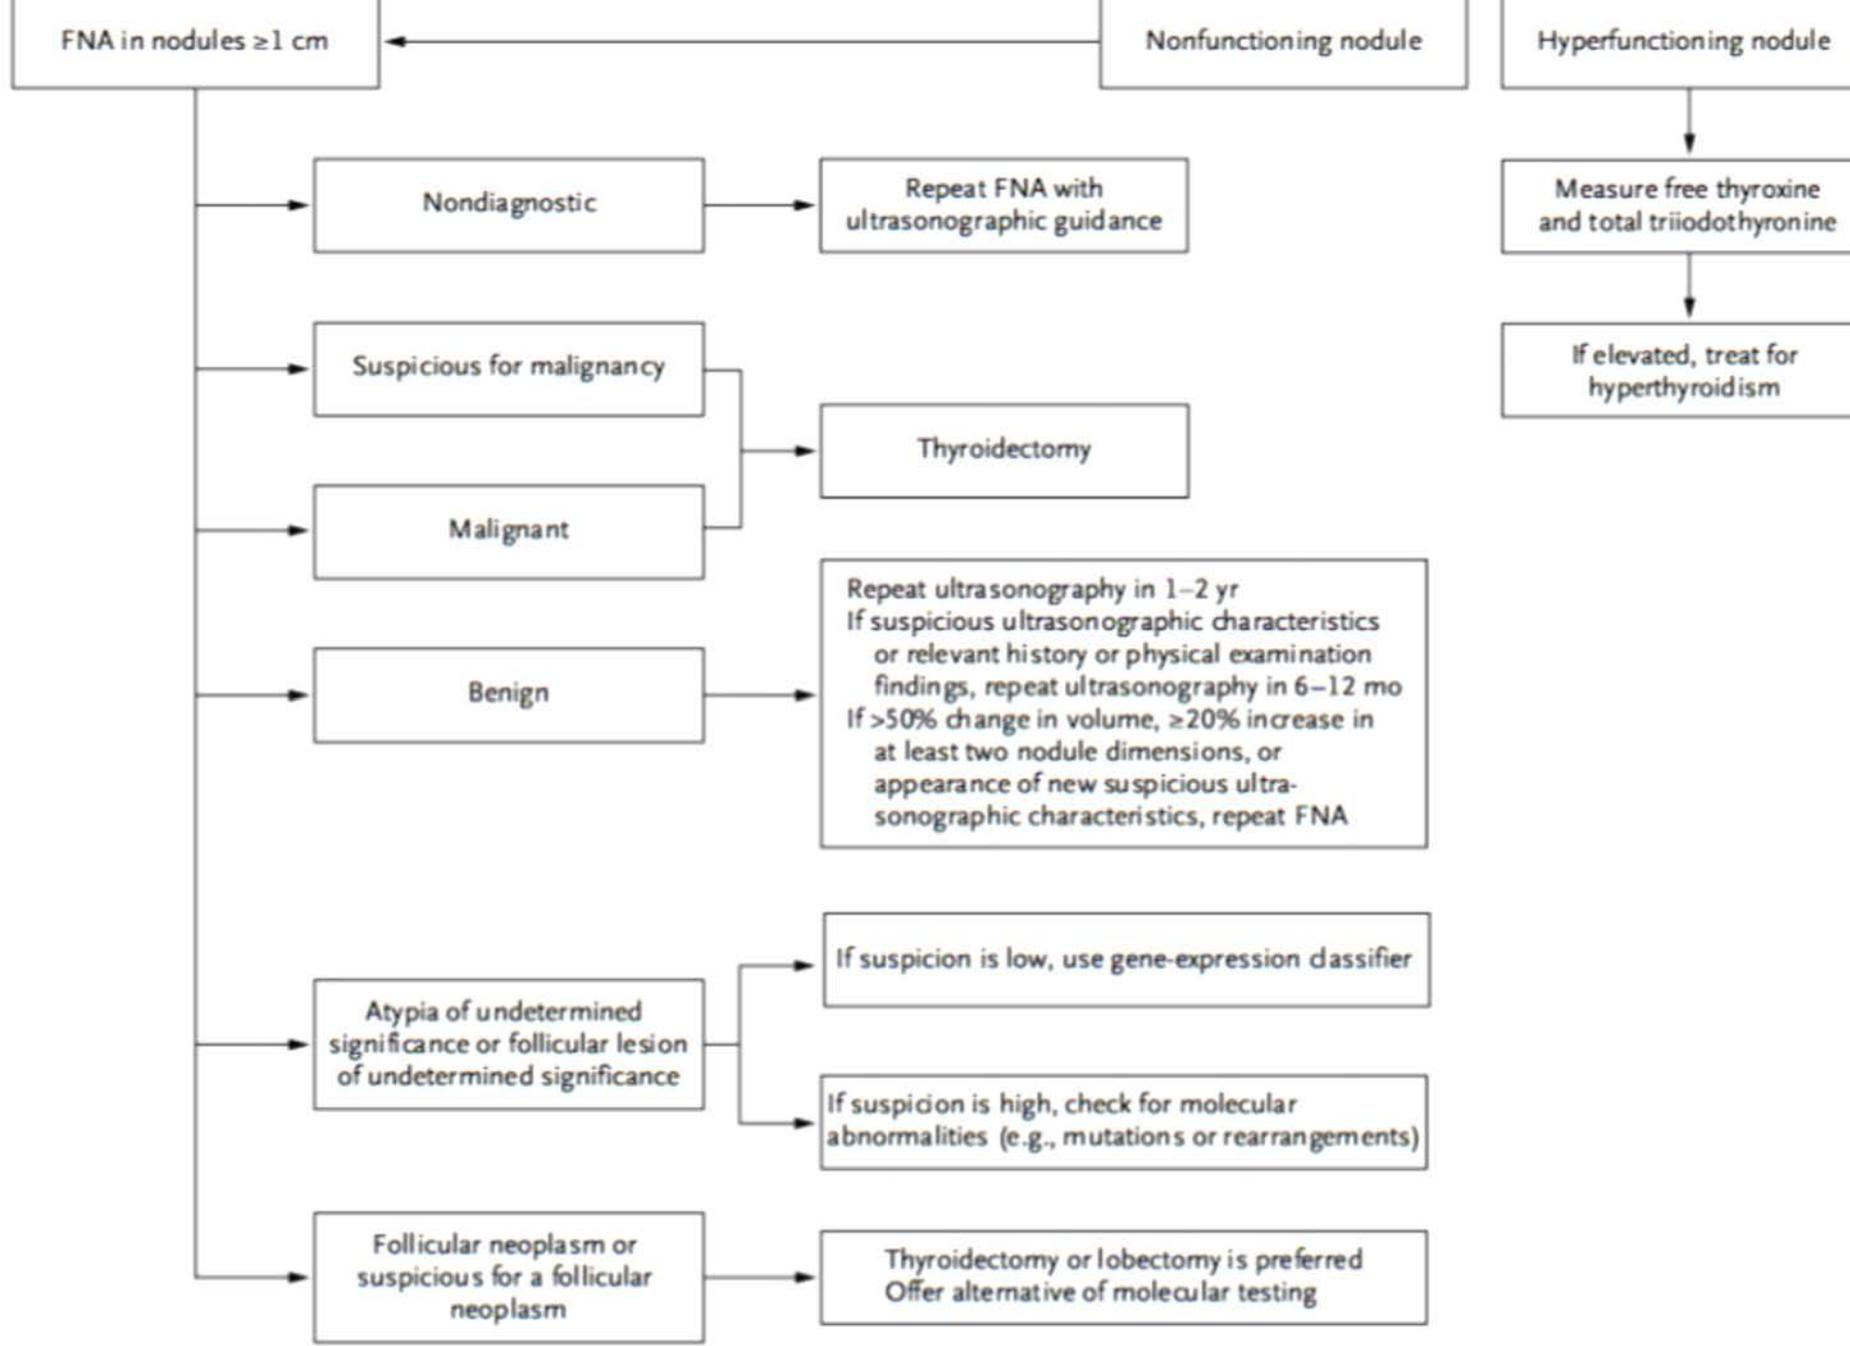 FNA in nodules ≥1 cm
Nonfunctioning nodule
Hyperfunctioning nodule
Nondiagnostic
Repeat FNA with
ultrasonographic guidance
Measure free thyroxine
and total triiodothyronine
Suspicious for malignancy
If elevated, treat for
hyperthyroidism
Thyroidectomy
Malignant
Benign
Repeat ultrasonography in 1–2 yr
If suspicious ultrasonographic characteristics
or relevant history or physical examination
findings, repeat ultrasonography in 6–12 mo
If >50% change in volume, ≥20% increase in
at least two nodule dimensions, or
appearance of new suspicious ultra-
sonographic characteristics, repeat FNA
Atypia of undetermined
significance or follicular lesion
of undetermined significance
If suspicion is low, use gene-expression classifier
If suspicion is high, check for molecular
abnormalities (e.g., mutations or rearrangements)
Follicular neoplasm or
suspicious for a follicular
neoplasm
Thyroidectomy or lobectomy is preferred
Offer alternative of molecular testing